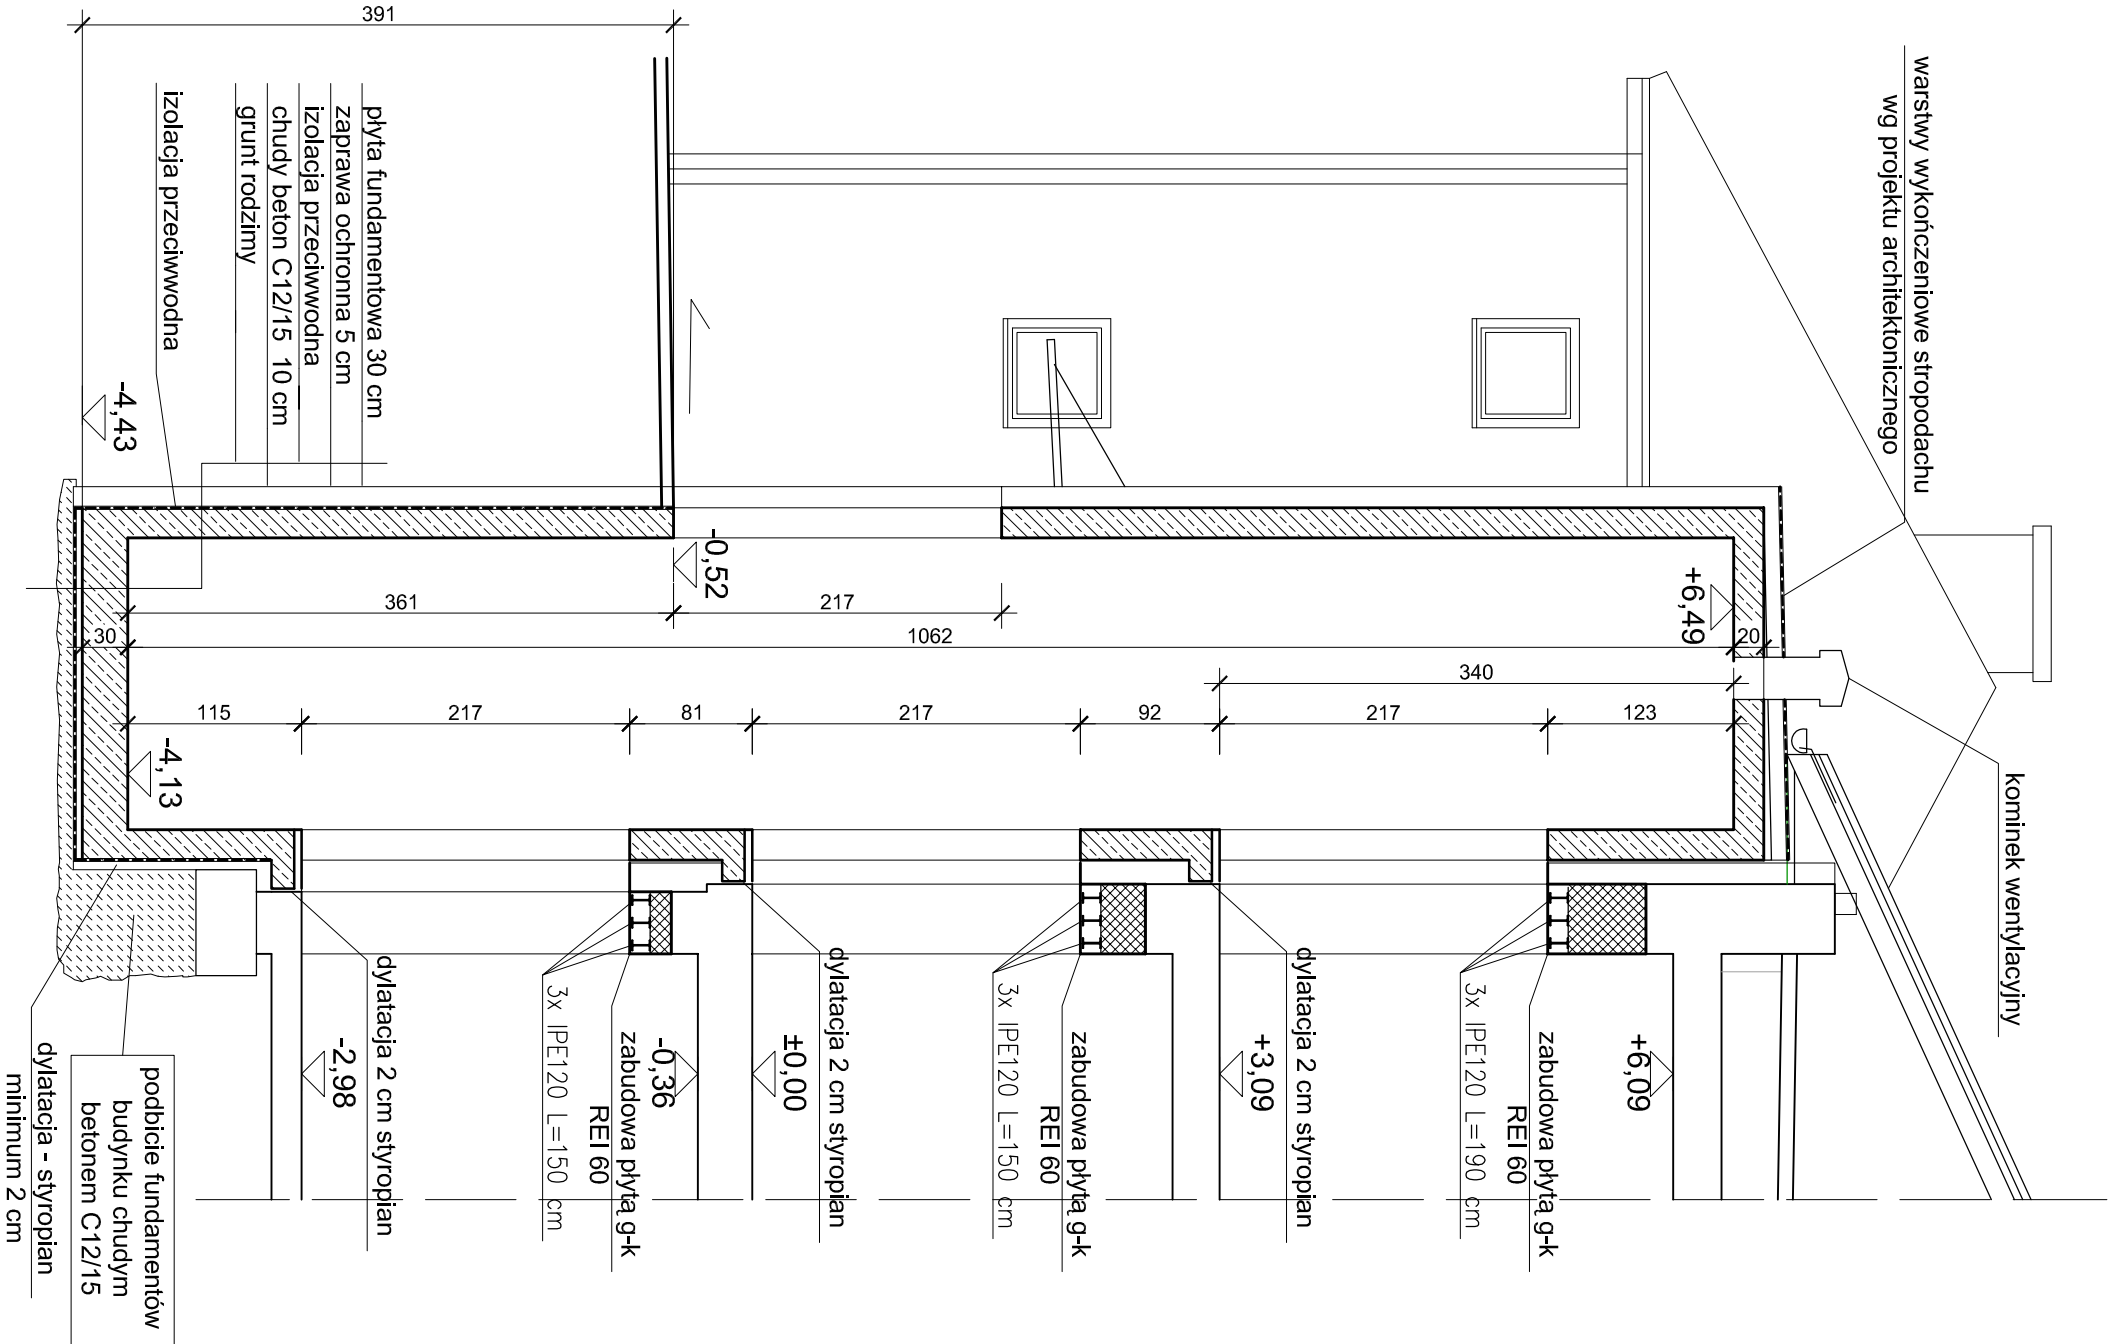 warstwy wykończeniowe stropodachu
wg projektu architektonicznego
kominek wentylacyjny
+6,49
20
340
123
217
92
217
81
217
115
1062
30
217
361
-0,52
391
płyta fundamentowa 30 cm
zaprawa ochronna 5 cm
izolacja przeciwwodna
chudy beton C12/15 10 cm
grunt rodzimy
izolacja przeciwwodna
-4,43
-4,13
+6,09
zabudowa płytą g-k
REI 60
3x IPE120 L=190 cm
dylatacja 2 cm styropian
+3,09
zabudowa płytą g-k
REI 60
3x IPE120 L=150 cm
dylatacja 2 cm styropian
±0,00
-0,36
zabudowa płytą g-k
REI 60
3x IPE120 L=150 cm
dylatacja 2 cm styropian
-2,98
podbicie fundamentów
budynku chudym
betonem C12/15
dylatacja - styropian
minimum 2 cm